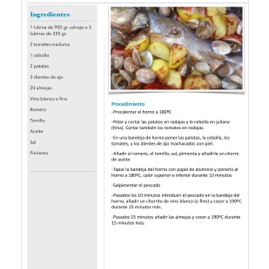 Ingredientes
1 lubina de 900 gr. salvaje o 2
lubinas de 350 gr.
2 tomates maduros
1 cebolla
2 patatas
3 dientes de ajo
20 almejas
Vino blanco o fino
Romero
Tomillo
Aceite
Sal
Pimienta
Procedimiento
-Precalentar el horno a 180ºC
-Pelar y cortar las patatas en rodajas y la cebolla en juliana
(tiras). Cortar también los tomates en rodajas.
-En una bandeja de horno poner las patatas, la cebolla, los
tomates, y los dientes de ajo machacados con piel
-Añadir el romero, el tomillo, sal, pimienta y añadirle un chorro
de aceite
-Tapar la bandeja del horno con papel de aluminio y ponerla al
horno a 180ºC, calor superior e inferior durante 10 minutos
-Salpimentar el pescado
-Pasados los 10 minutos introducir el pescado en la bandeja del
horno, añadir un chorrito de vino blanco (o fino) y cocer a 190ºC
durante 15 minutos más.
-Pasados 15 minutos añadir las almejas y cocer a 190ºC durante
15 minutos más.